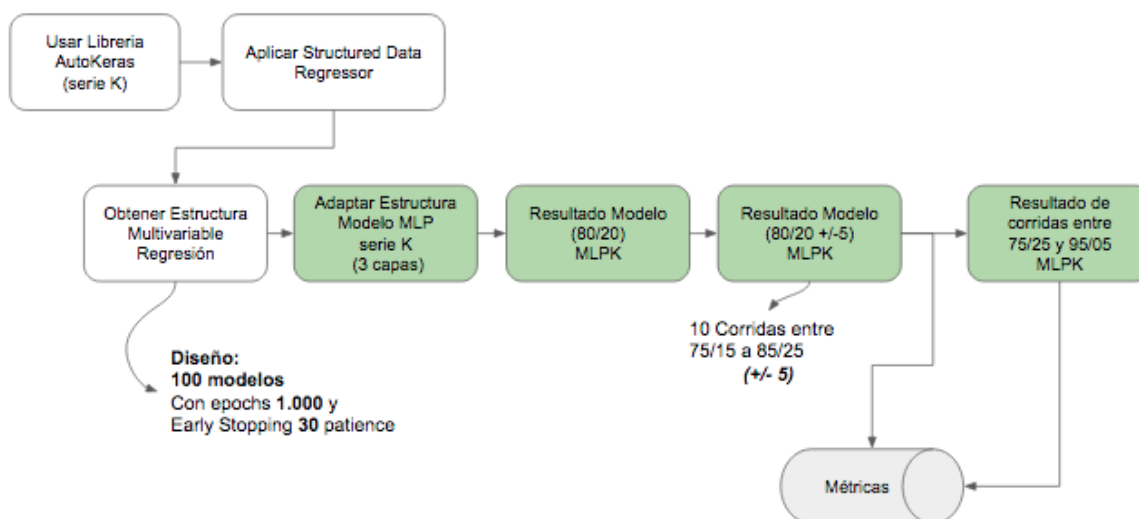 Usar Libreria
AutoKeras
(serie K)
Aplicar Structured Data
Regressor
Obtener Estructura
Multivariable
Regresión
Adaptar Estructura
Modelo MLP
serie K
(3 capas)
Resultado Modelo
(80/20)
MLPK
Resultado Modelo
(80/20 +/-5)
MLPK
Resultado de
corridas entre
75/25 y 95/05
MLPK
10 Corridas entre
75/15 a 85/25
(+/- 5)
Diseño:
100 modelos
Con epochs 1.000 y
Early Stopping 30 patience
Métricas